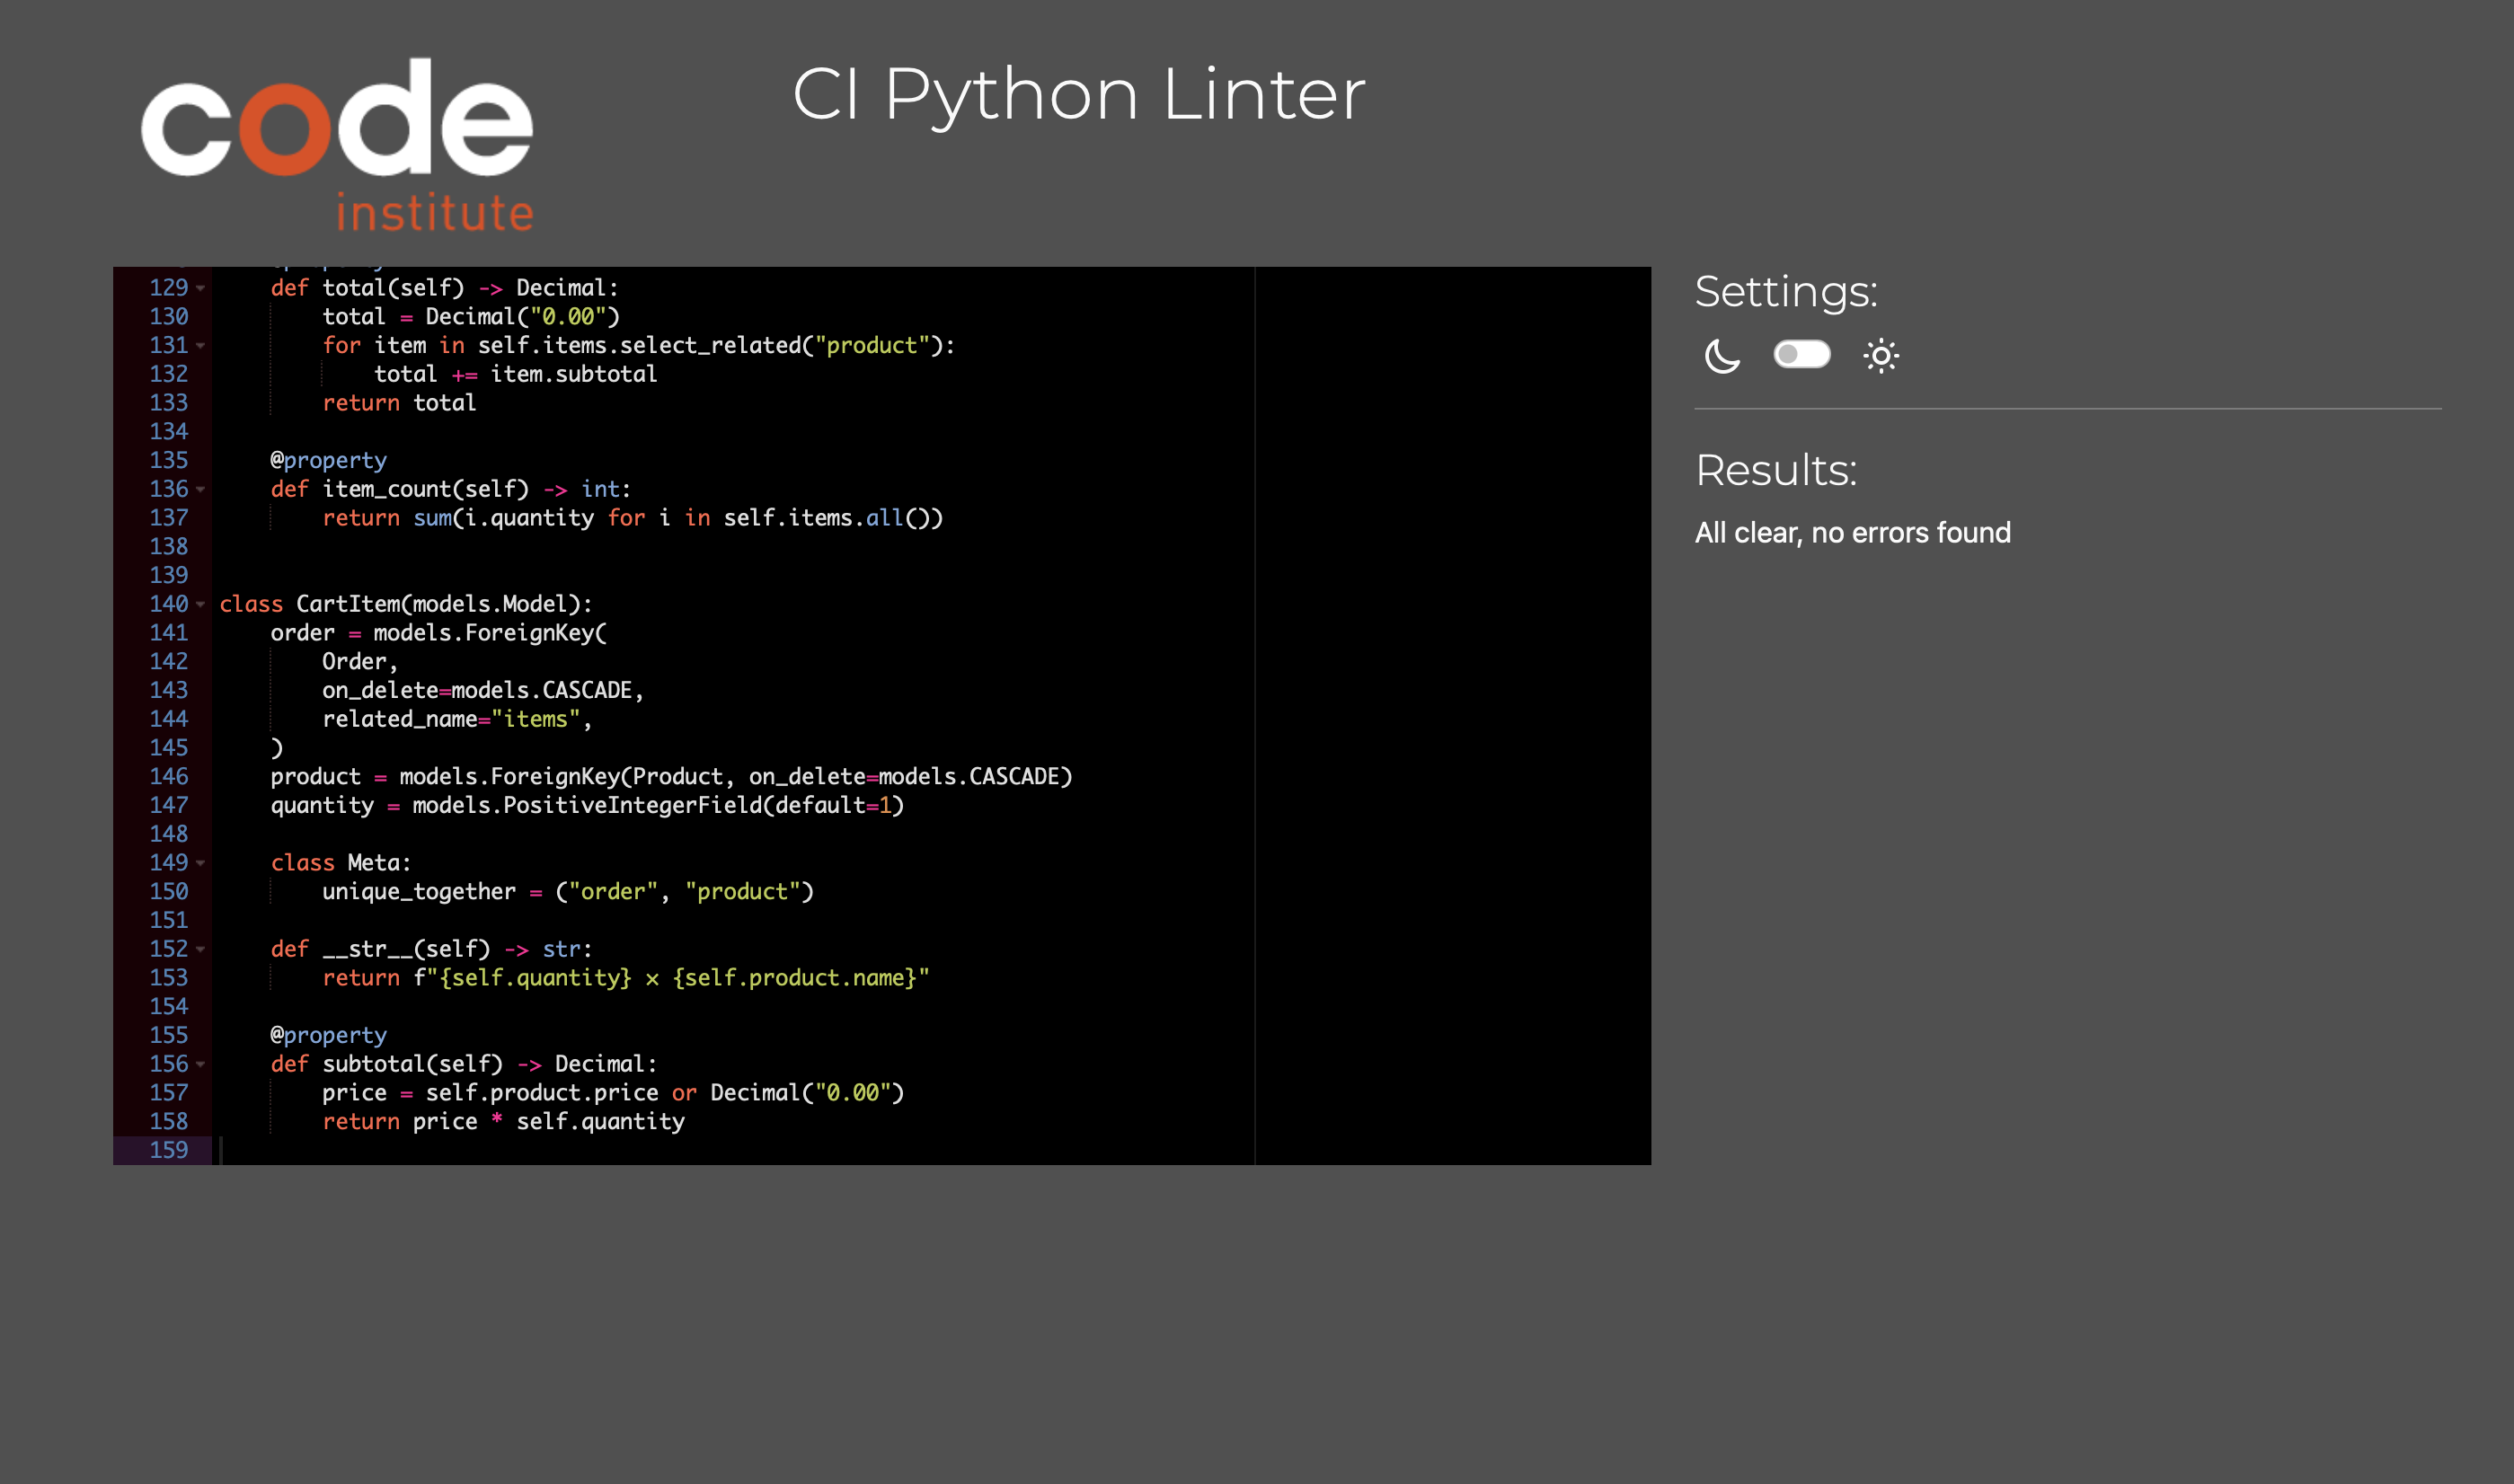 code
institute
CI Python Linter
129 def total(self) -> Decimal:
130 total = Decimal("0.00")
131 for item in self.items.select_related("product"):
132 total += item.subtotal
133 return total
134
135 @property
136 def item_count(self) -> int:
137 return sum(i.quantity for i in self.items.all())
138
139
140 class CartItem(models.Model):
141 order = models.ForeignKey(
142 Order,
143 on_delete=models.CASCADE,
144 related_name="items",
145 )
146 product = models.ForeignKey(Product, on_delete=models.CASCADE)
147 quantity = models.PositiveIntegerField(default=1)
148
149 class Meta:
150 unique_together = ("order", "product")
151
152 def __str__(self) -> str:
153 return f"{self.quantity} × {self.product.name}"
154
155 @property
156 def subtotal(self) -> Decimal:
157 price = self.product.price or Decimal("0.00")
158 return price * self.quantity
159
Settings:
Results:
All clear, no errors found